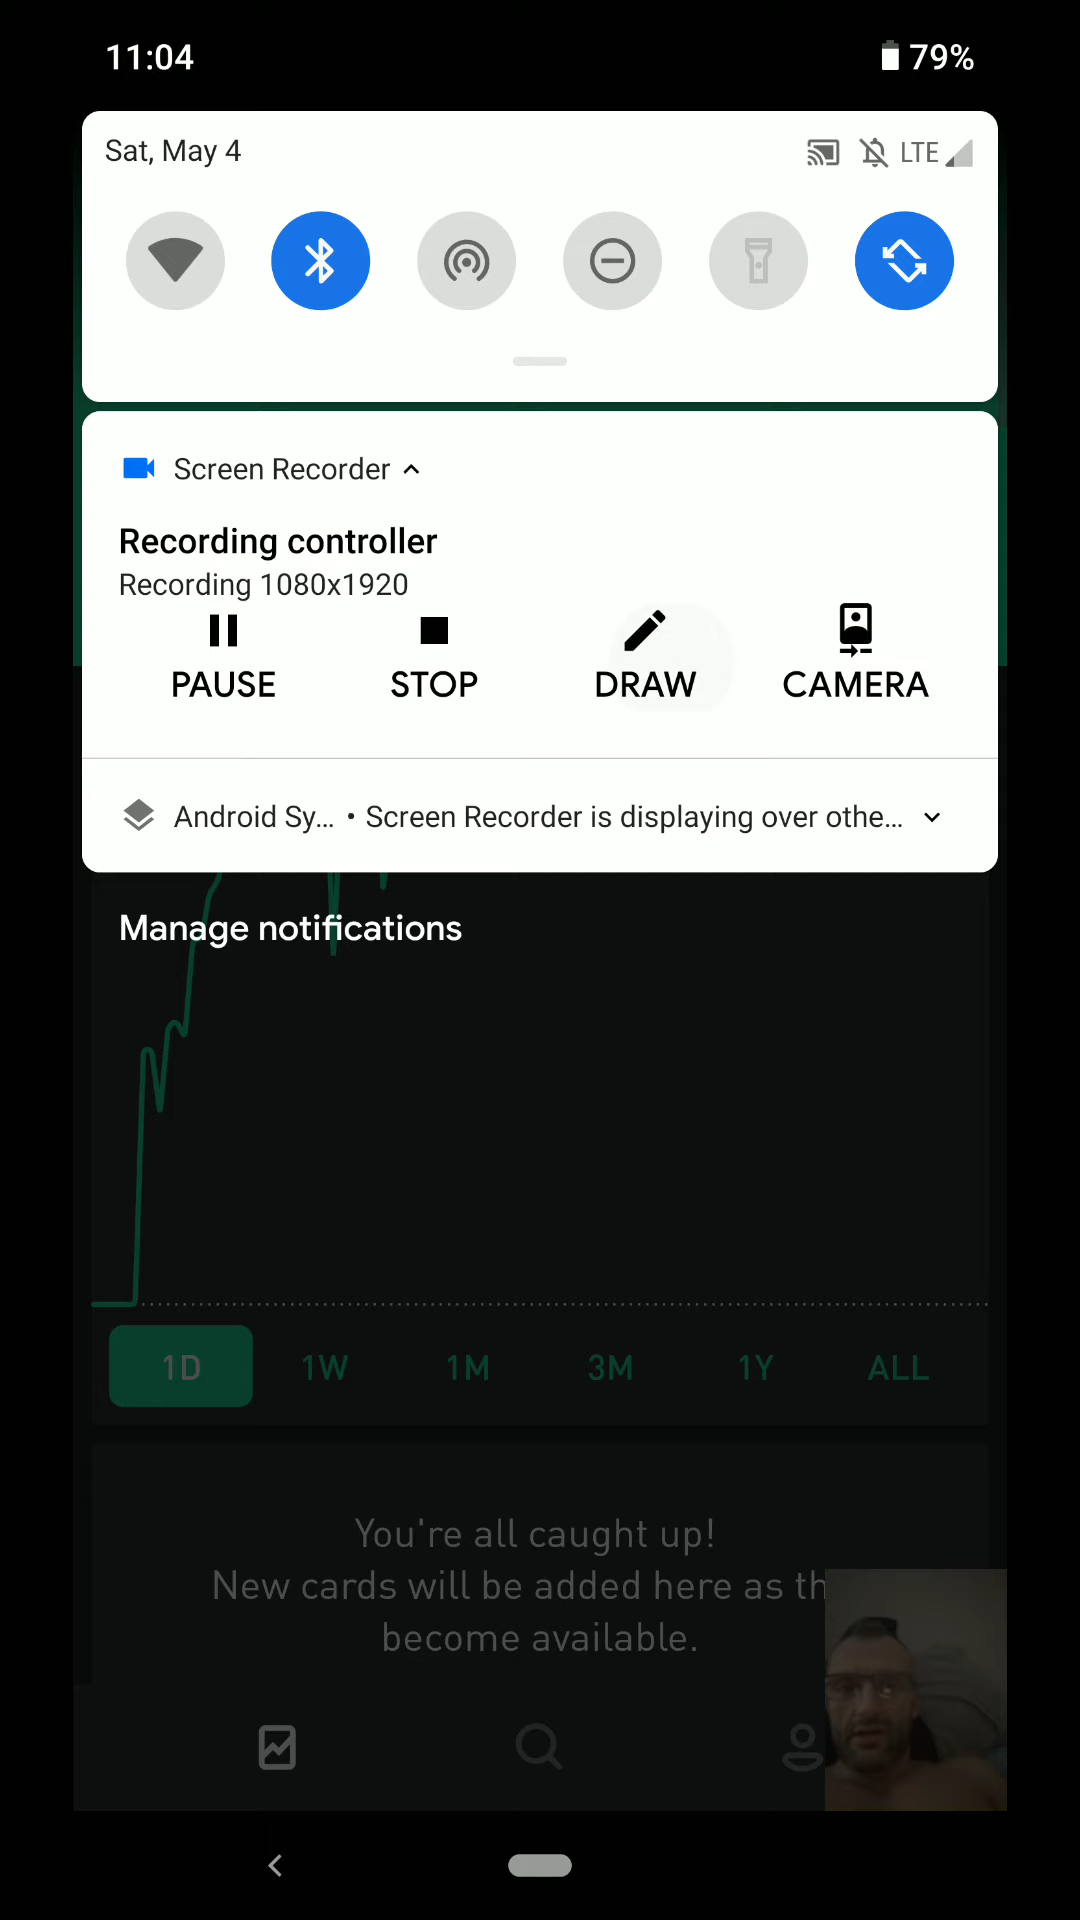 11:04 79%
Sat, May 4 LTE
Screen Recorder
Recording controller
Recording 1080x1920
PAUSE STOP DRAW CAMERA
Android Sy... • Screen Recorder is displaying over othe...
Manage notifications
1D 1W 1M 3M 1Y ALL
You're all caught up!
New cards will be added here as th
become available.